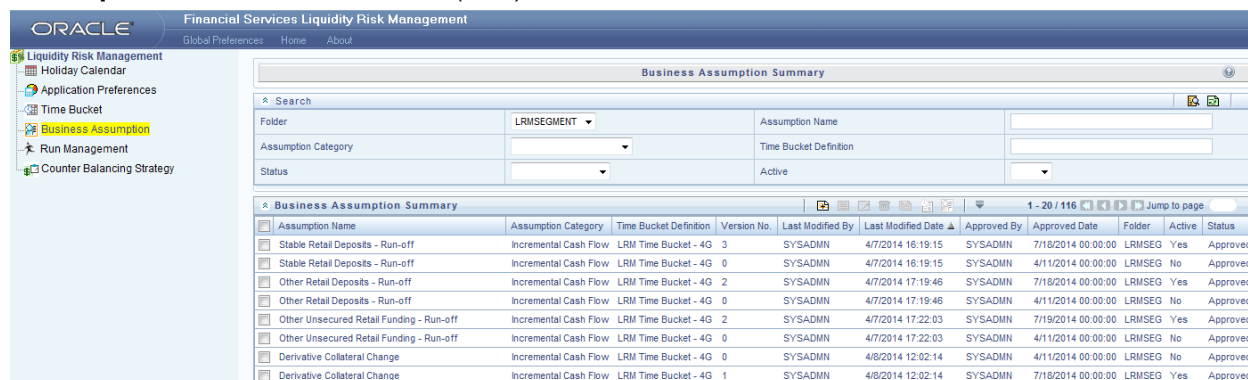 ORACLE
Financial Services Liquidity Risk Management
Global Preferences Home About
Liquidity Risk Management
Holiday Calendar
Application Preferences
Time Bucket
Business Assumption
Run Management
Counter Balancing Strategy
Business Assumption Summary
Search
Folder LRMSEGMENT Assumption Name
Assumption Category Time Bucket Definition
Status Active
Business Assumption Summary 1 - 20 / 116 Jump to page
Assumption Name Assumption Category Time Bucket Definition Version No. Last Modified By Last Modified Date Approved By Approved Date Folder Active Status
Stable Retail Deposits - Run-off Incremental Cash Flow LRM Time Bucket - 4G 3 SYSADMN 4/7/2014 16:19:15 SYSADMN 7/18/2014 00:00:00 LRMSEG Yes Approved
Stable Retail Deposits - Run-off Incremental Cash Flow LRM Time Bucket - 4G 0 SYSADMN 4/7/2014 16:19:15 SYSADMN 4/11/2014 00:00:00 LRMSEG No Approved
Other Retail Deposits - Run-off Incremental Cash Flow LRM Time Bucket - 4G 2 SYSADMN 4/7/2014 17:19:46 SYSADMN 7/18/2014 00:00:00 LRMSEG Yes Approved
Other Retail Deposits - Run-off Incremental Cash Flow LRM Time Bucket - 4G 0 SYSADMN 4/7/2014 17:19:46 SYSADMN 4/11/2014 00:00:00 LRMSEG No Approved
Other Unsecured Retail Funding - Run-off Incremental Cash Flow LRM Time Bucket - 4G 2 SYSADMN 4/7/2014 17:22:03 SYSADMN 7/19/2014 00:00:00 LRMSEG Yes Approved
Other Unsecured Retail Funding - Run-off Incremental Cash Flow LRM Time Bucket - 4G 0 SYSADMN 4/7/2014 17:22:03 SYSADMN 4/11/2014 00:00:00 LRMSEG No Approved
Derivative Collateral Change Incremental Cash Flow LRM Time Bucket - 4G 0 SYSADMN 4/8/2014 12:02:14 SYSADMN 4/11/2014 00:00:00 LRMSEG No Approved
Derivative Collateral Change Incremental Cash Flow LRM Time Bucket - 4G 1 SYSADMN 4/8/2014 12:02:14 SYSADMN 7/18/2014 00:00:00 LRMSEG Yes Approved